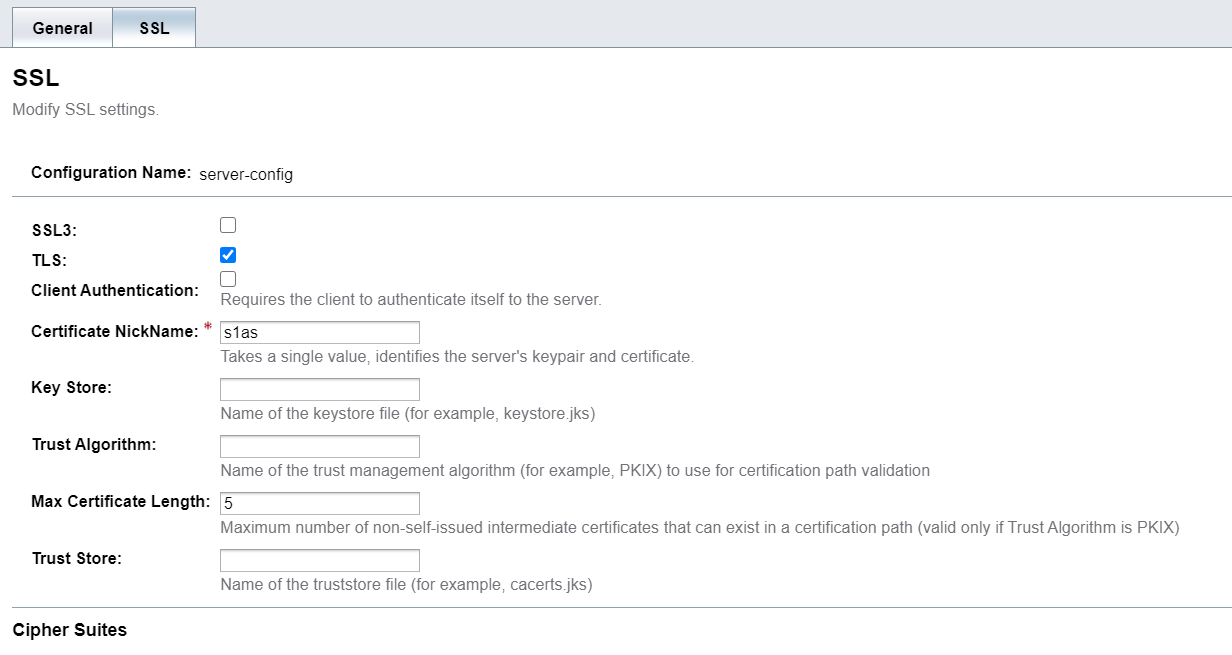 General SSL
SSL
Modify SSL settings.
Configuration Name: server-config
SSL3:
TLS:
Client Authentication:
Requires the client to authenticate itself to the server.
Certificate NickName: * s1as
Takes a single value, identifies the server's keypair and certificate.
Key Store:
Name of the keystore file (for example, keystore.jks)
Trust Algorithm:
Name of the trust management algorithm (for example, PKIX) to use for certification path validation
Max Certificate Length: 5
Maximum number of non-self-issued intermediate certificates that can exist in a certification path (valid only if Trust Algorithm is PKIX)
Trust Store:
Name of the truststore file (for example, cacerts.jks)
Cipher Suites